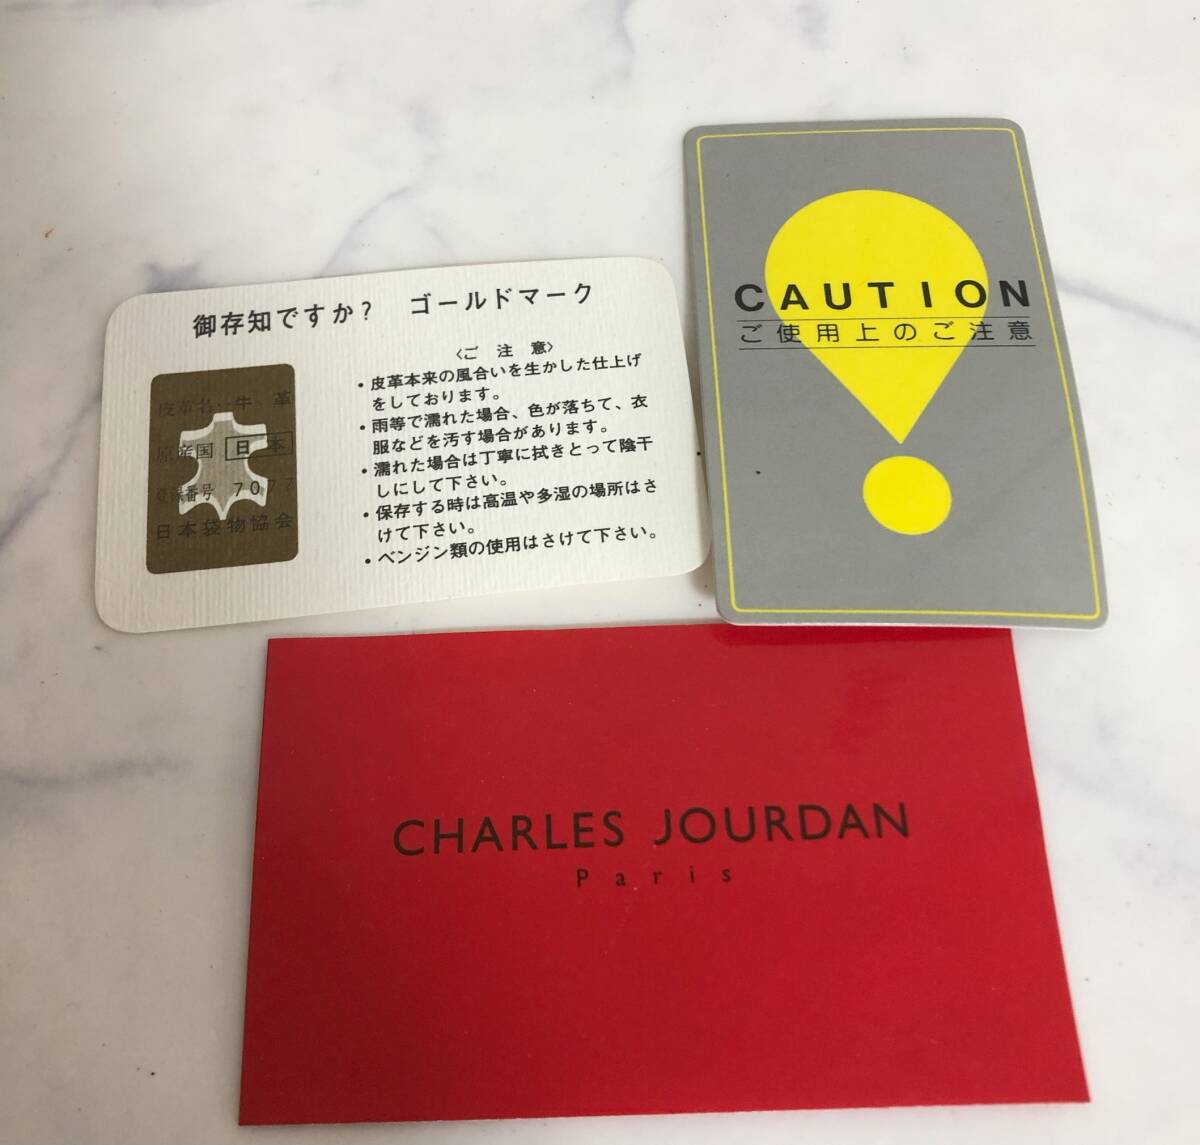 御存知ですか? ゴールドマーク
皮革名 牛 革
原産国 日 本
登録番号 7077
日本袋物協会
〈ご 注 意〉
・皮革本来の風合いを生かした仕上げ
をしております。
・雨等で濡れた場合、色が落ちて、衣
服などを汚す場合があります。
・濡れた場合は丁寧に拭きとって陰干
しにして下さい。
・保存する時は高温や多湿の場所はさ
けて下さい。
・ベンジン類の使用はさけて下さい。
CAUTION
ご使用上のご注意
CHARLES JOURDAN
Paris